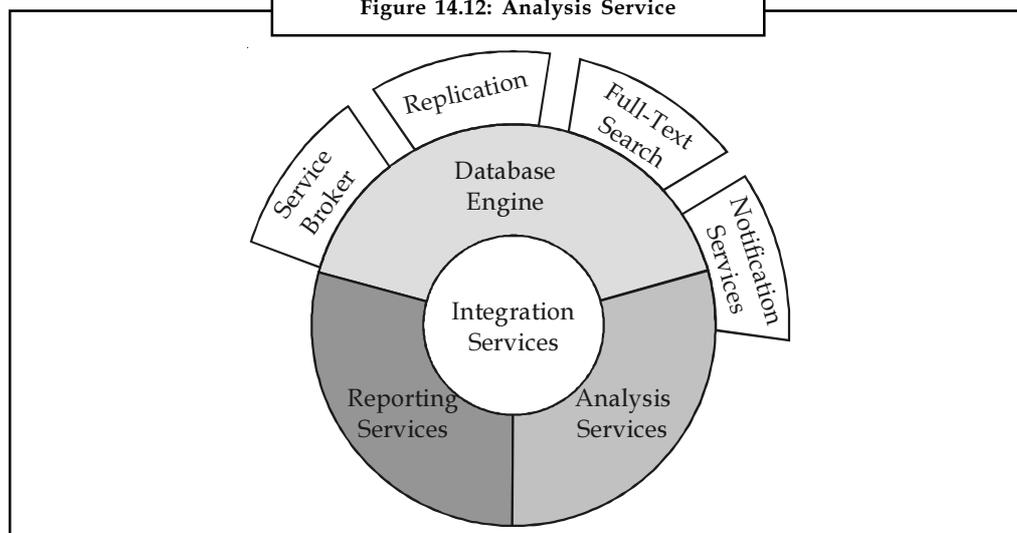 Figure 14.12: Analysis Service
Replication
Full-Text
Search
Service
Broker
Database
Engine
Notification
Services
Integration
Services
Reporting
Services
Analysis
Services